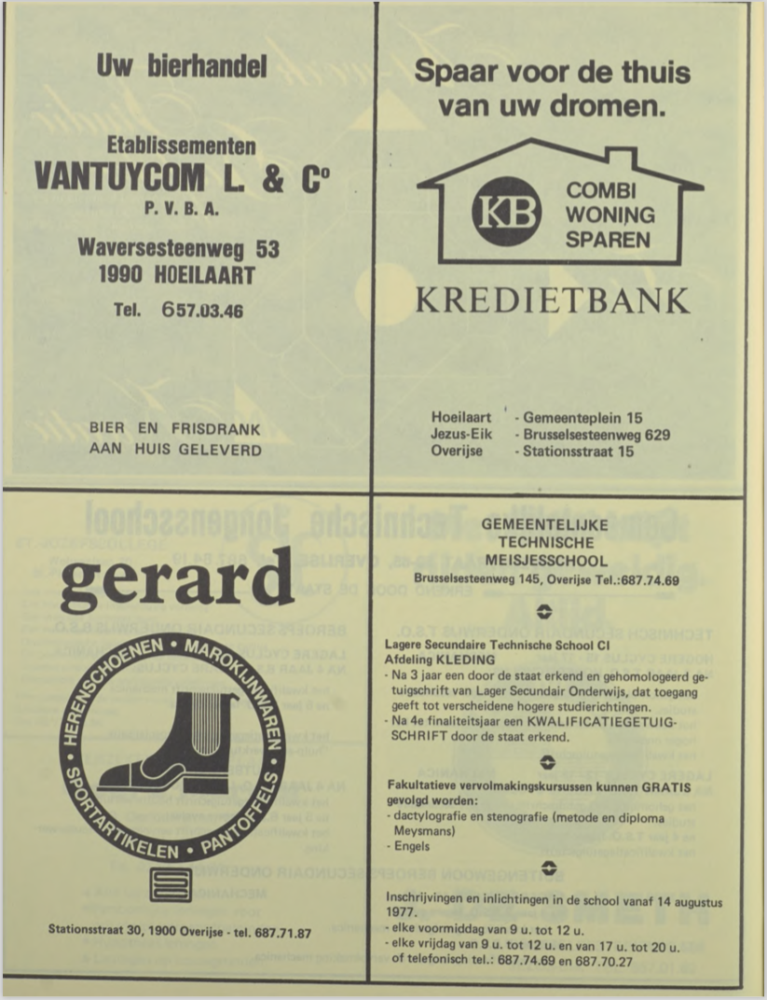 Uw bierhandel
Etablissementen
VANTUYCOM L. & Cº
P. V. B. A.
Waversesteenweg 53
1990 HOEILAART
Tel. 657.03.46
BIER EN FRISDRANK
AAN HUIS GELEVERD
Spaar voor de thuis
van uw dromen.
KB
COMBI
WONING
SPAREN
KREDIETBANK
Hoeilaart - Gemeenteplein 15
Jezus-Eik - Brusselsesteenweg 629
Overijse - Stationsstraat 15
gerard
HERENSCHOENEN • MAROKIJNWAREN
• SPORTARTIKELEN • PANTOFFELS •
Stationsstraat 30, 1900 Overijse - tel. 687.71.87
GEMEENTELIJKE
TECHNISCHE
MEISJESSCHOOL
Brusselsesteenweg 145, Overijse Tel.:687.74.69
Lagere Secundaire Technische School CI
Afdeling KLEDING
- Na 3 jaar een door de staat erkend en gehomologeerd ge-
tuigschrift van Lager Secundair Onderwijs, dat toegang
geeft tot verscheidene hogere studierichtingen.
- Na 4e finaliteitsjaar een KWALIFICATIEGETUIG-
SCHRIFT door de staat erkend.
Fakultatieve vervolmakingskursussen kunnen GRATIS
gevolgd worden:
- dactylografie en stenografie (metode en diploma
Meysmans)
- Engels
Inschrijvingen en inlichtingen in de school vanaf 14 augustus
1977.
- elke voormiddag van 9 u. tot 12 u.
- elke vrijdag van 9 u. tot 12 u. en van 17 u. tot 20 u.
of telefonisch tel.: 687.74.69 en 687.70.27